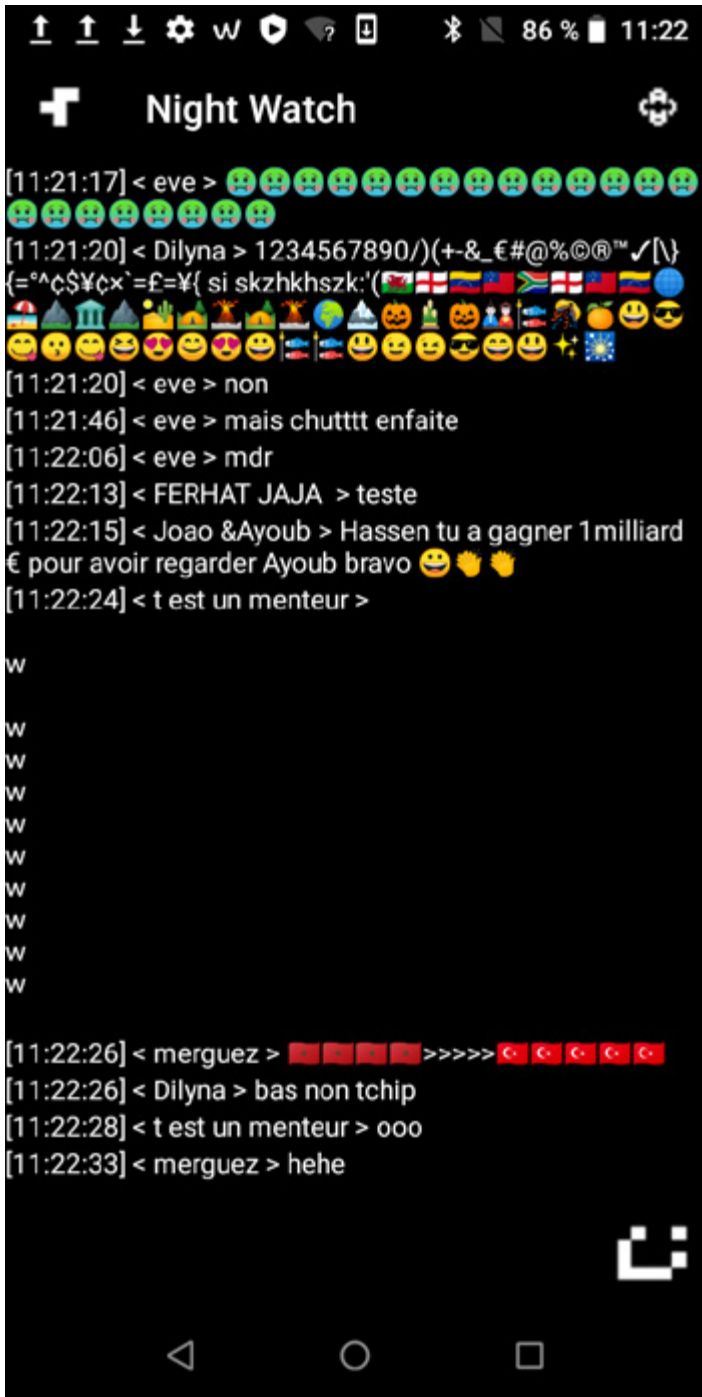 86 % 11:22
Night Watch
[11:21:17] < eve > 🤢🤢🤢🤢🤢🤢🤢🤢🤢🤢🤢🤢🤢🤢
🤢🤢🤢🤢🤢🤢🤢🤢
[11:21:20] < Dilyna > 1234567890/)(+-&_€#@%©®™✓[\}
{=°^¢$¥¢×`=£=¥{ si skzhkhszk:'(🏴󠁧󠁢󠁷󠁬󠁳󠁿🏴󠁧󠁢󠁥󠁮󠁧󠁿🇻🇪🇼🇸🇿🇦🏴󠁧󠁢󠁥󠁮󠁧󠁿🇼🇸🇻🇪🌐
⛱⛰🏛⛰🏜🏕🌋🏕🌋🌍🏔🎃🎍🎃🎎🎏🎑🍊😃😎
😋😗😋😆😍😊😍😀🎏🎏😃😉😉😎😄😃✨🎆
[11:21:20] < eve > non
[11:21:46] < eve > mais chutttt enfaite
[11:22:06] < eve > mdr
[11:22:13] < FERHAT JAJA > teste
[11:22:15] < Joao &Ayoub > Hassen tu a gagner 1milliard
€ pour avoir regarder Ayoub bravo 😀👏👏
[11:22:24] < t est un menteur >
w
w
w
w
w
w
w
w
w
w
[11:22:26] < merguez > 🇲🇦🇲🇦🇲🇦🇲🇦>>>>>🇹🇷🇹🇷🇹🇷🇹🇷🇹🇷
[11:22:26] < Dilyna > bas non tchip
[11:22:28] < t est un menteur > ooo
[11:22:33] < merguez > hehe